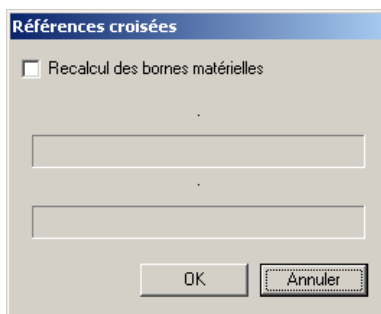 Références croisées
Recalcul des bornes matérielles
.
.
OK
Annuler